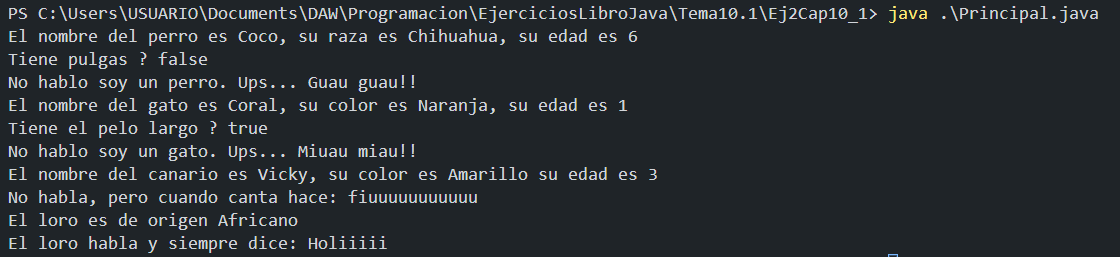 PS C:\Users\USUARIO\Documents\DAW\Programacion\EjerciciosLibroJava\Tema10.1\Ej2Cap10_1> java .\Principal.java
El nombre del perro es Coco, su raza es Chihuahua, su edad es 6
Tiene pulgas ? false
No hablo soy un perro. Ups... Guau guau!!
El nombre del gato es Coral, su color es Naranja, su edad es 1
Tiene el pelo largo ? true
No hablo soy un gato. Ups... Miuau miau!!
El nombre del canario es Vicky, su color es Amarillo su edad es 3
No habla, pero cuando canta hace: fiuuuuuuuuuuu
El loro es de origen Africano
El loro habla y siempre dice: Holiiiii